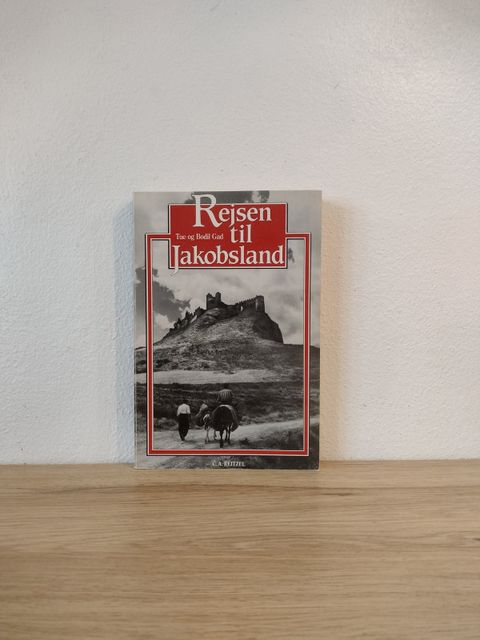 Rejsen
Tue og Bodil Gad
til
Jakobsland
C.A. REITZEL